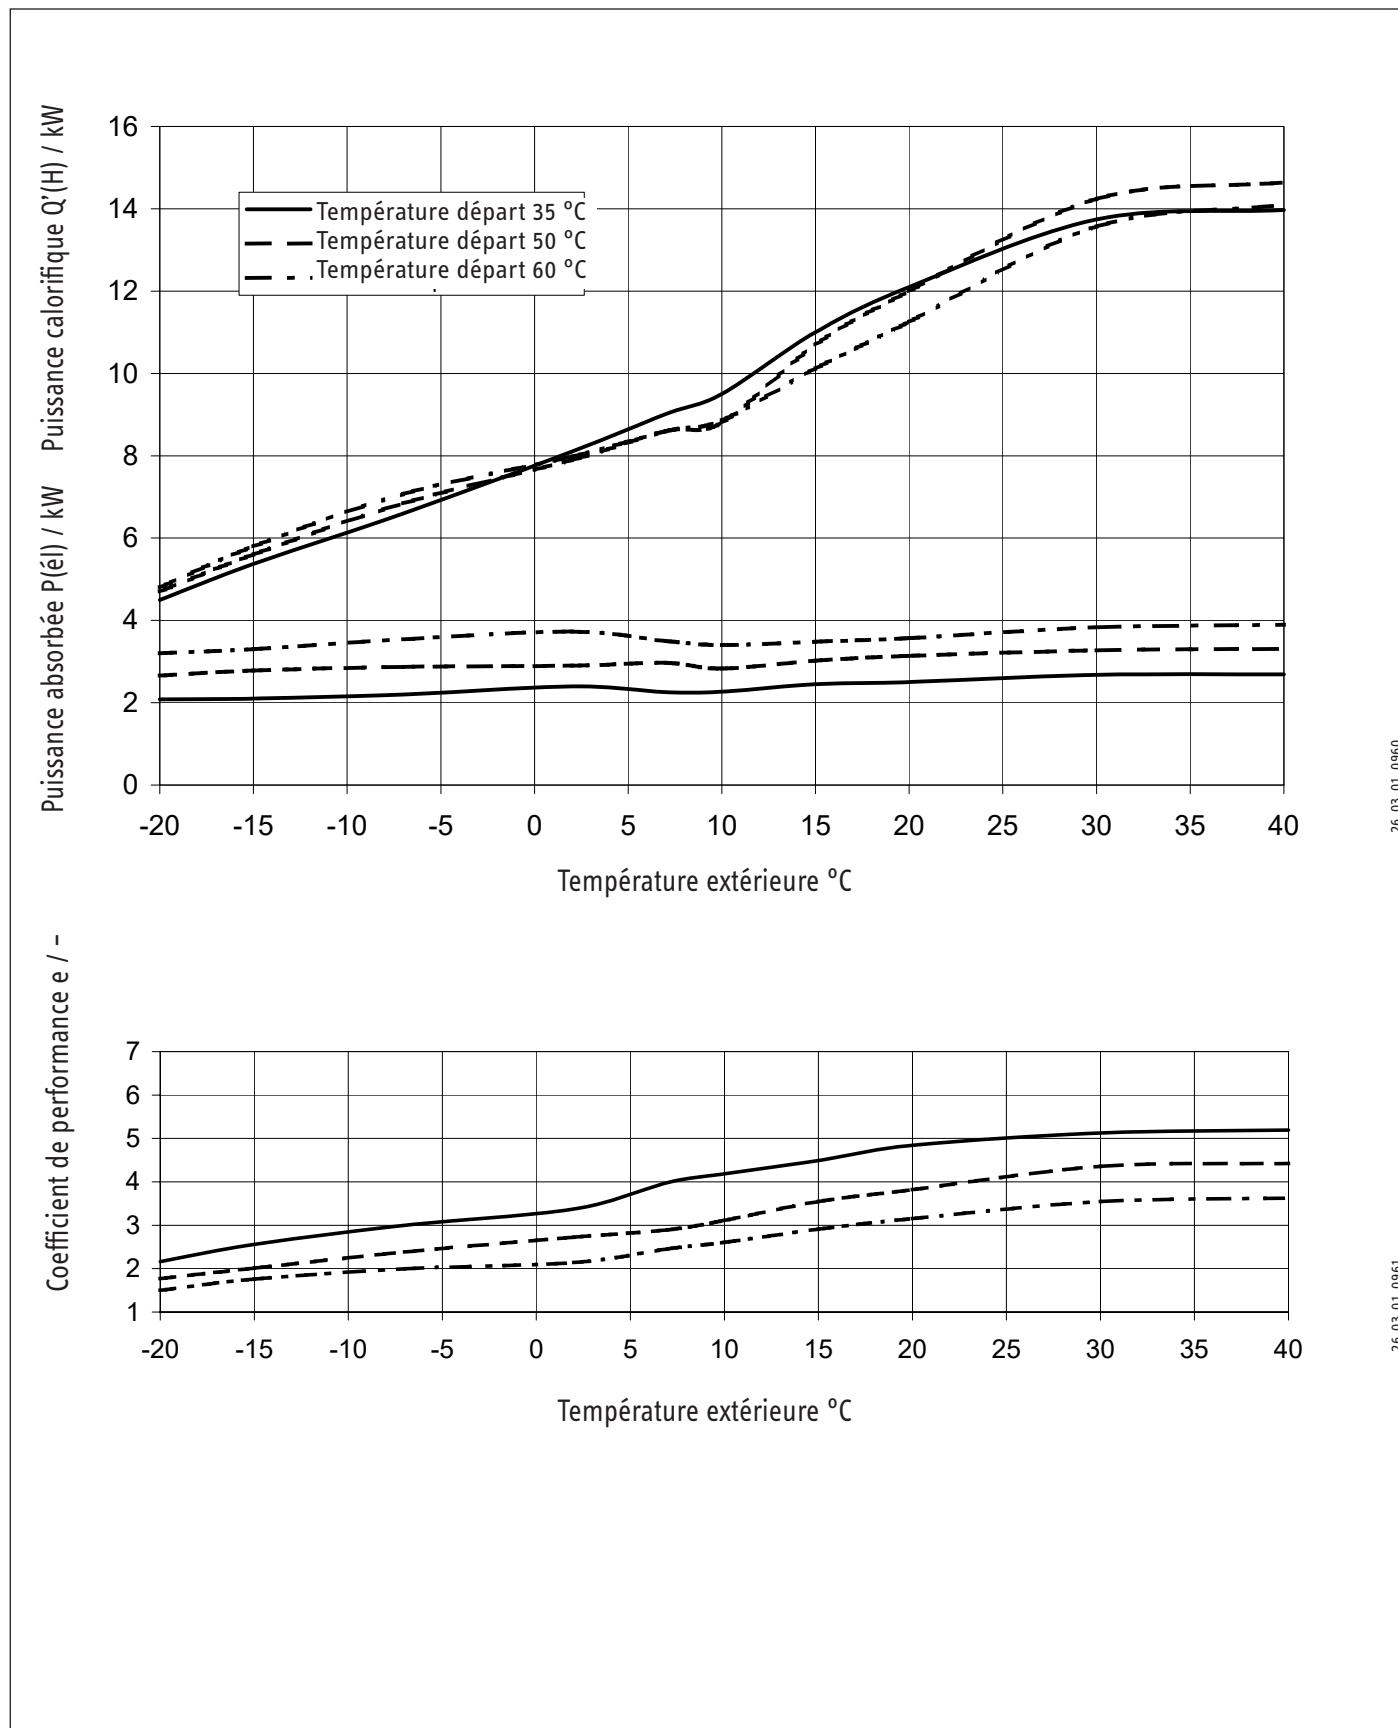 Puissance absorbée P(él) / kW Puissance calorifique Q'(H) / kW
16
14
12
10
8
6
4
2
0
Température départ 35 °C
Température départ 50 °C
Température départ 60 °C
-20 -15 -10 -5 0 5 10 15 20 25 30 35 40
Température extérieure °C
26_03_01_0960
Coefficient de performance e / –
7
6
5
4
3
2
1
-20 -15 -10 -5 0 5 10 15 20 25 30 35 40
Température extérieure °C
26_03_01_0961